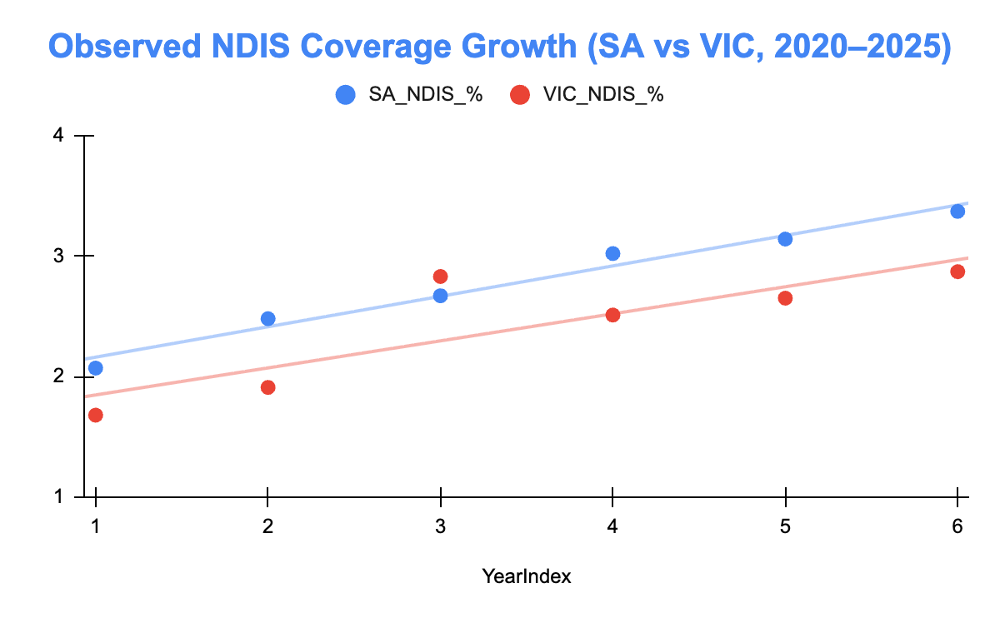 Observed NDIS Coverage Growth (SA vs VIC, 2020–2025)
SA_NDIS_% VIC_NDIS_%
4
3
2
1
1 2 3 4 5 6
YearIndex